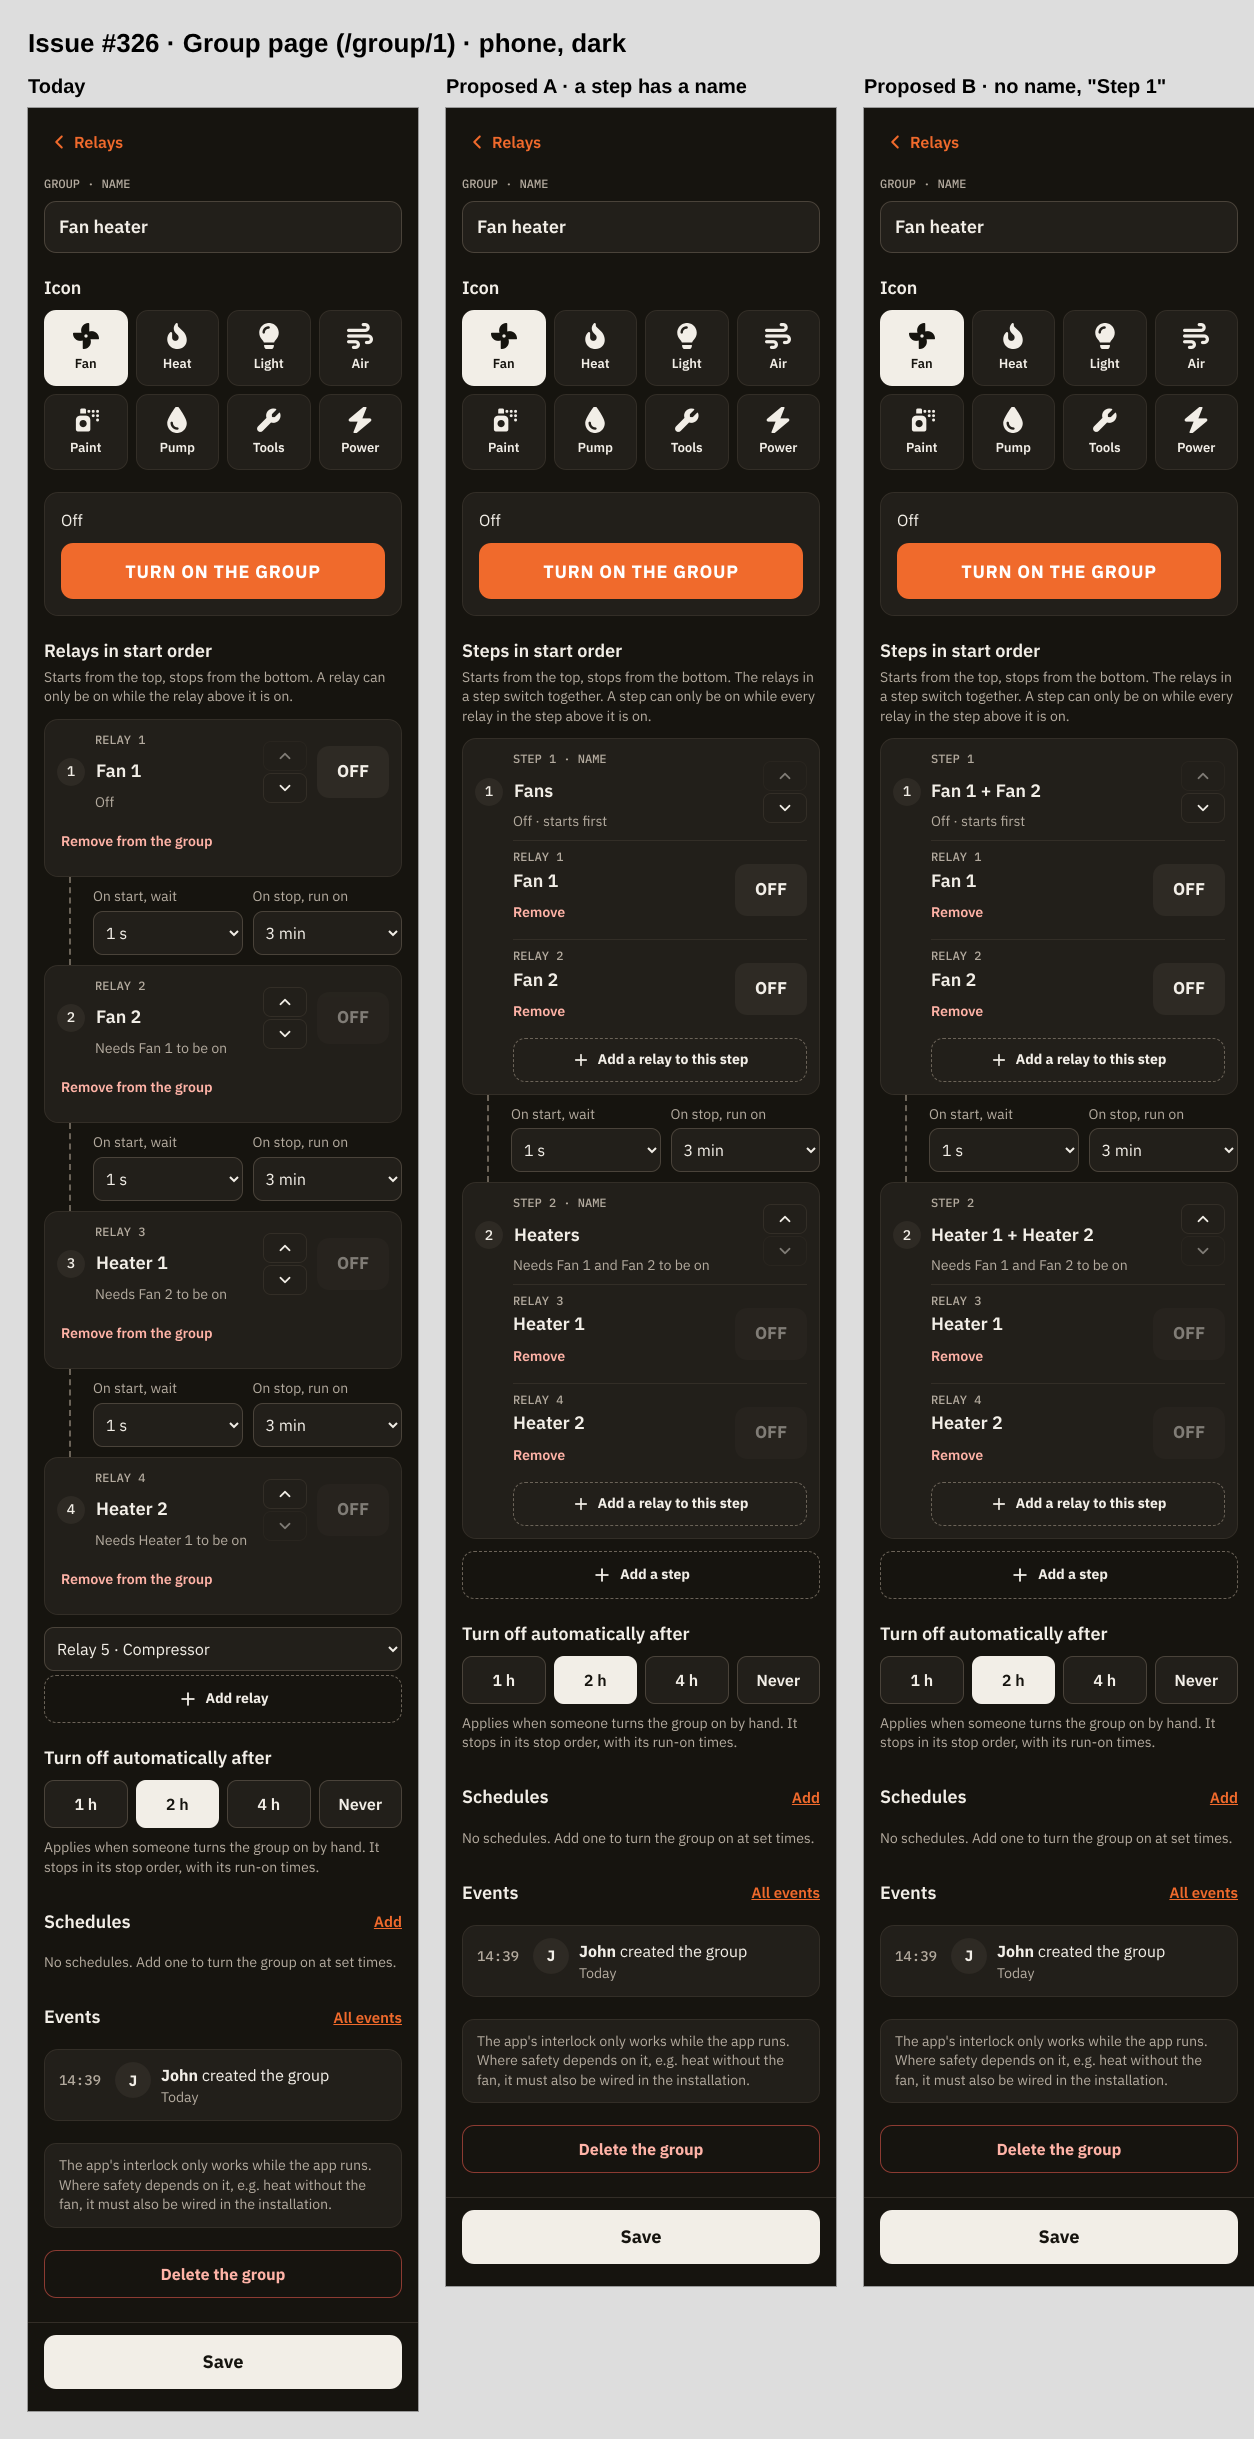 Issue #326 · Group page (/group/1) · phone, dark
Today
Relays
GROUP · NAME
Fan heater
Icon
Fan
Heat
Light
Air
Paint
Pump
Tools
Power
Off
TURN ON THE GROUP
Relays in start order
Starts from the top, stops from the bottom. A relay can
only be on while the relay above it is on.
RELAY 1
1
Fan 1
Off
OFF
Remove from the group
On start, wait
On stop, run on
1 s
3 min
RELAY 2
2
Fan 2
Needs Fan 1 to be on
OFF
Remove from the group
On start, wait
On stop, run on
1 s
3 min
RELAY 3
3
Heater 1
Needs Fan 2 to be on
OFF
Remove from the group
On start, wait
On stop, run on
1 s
3 min
RELAY 4
4
Heater 2
Needs Heater 1 to be on
OFF
Remove from the group
Relay 5 · Compressor
+ Add relay
Turn off automatically after
1 h
2 h
4 h
Never
Applies when someone turns the group on by hand. It
stops in its stop order, with its run-on times.
Schedules
Add
No schedules. Add one to turn the group on at set times.
Events
All events
14:39
J
John created the group
Today
The app's interlock only works while the app runs.
Where safety depends on it, e.g. heat without the
fan, it must also be wired in the installation.
Delete the group
Save
Proposed A · a step has a name
Relays
GROUP · NAME
Fan heater
Icon
Fan
Heat
Light
Air
Paint
Pump
Tools
Power
Off
TURN ON THE GROUP
Steps in start order
Starts from the top, stops from the bottom. The relays in
a step switch together. A step can only be on while every
relay in the step above it is on.
STEP 1 · NAME
1
Fans
Off · starts first
RELAY 1
Fan 1
OFF
Remove
RELAY 2
Fan 2
OFF
Remove
+ Add a relay to this step
On start, wait
On stop, run on
1 s
3 min
STEP 2 · NAME
2
Heaters
Needs Fan 1 and Fan 2 to be on
RELAY 3
Heater 1
OFF
Remove
RELAY 4
Heater 2
OFF
Remove
+ Add a relay to this step
+ Add a step
Turn off automatically after
1 h
2 h
4 h
Never
Applies when someone turns the group on by hand. It
stops in its stop order, with its run-on times.
Schedules
Add
No schedules. Add one to turn the group on at set times.
Events
All events
14:39
J
John created the group
Today
The app's interlock only works while the app runs.
Where safety depends on it, e.g. heat without the
fan, it must also be wired in the installation.
Delete the group
Save
Proposed B · no name, "Step 1"
Relays
GROUP · NAME
Fan heater
Icon
Fan
Heat
Light
Air
Paint
Pump
Tools
Power
Off
TURN ON THE GROUP
Steps in start order
Starts from the top, stops from the bottom. The relays in
a step switch together. A step can only be on while every
relay in the step above it is on.
STEP 1
1
Fan 1 + Fan 2
Off · starts first
RELAY 1
Fan 1
OFF
Remove
RELAY 2
Fan 2
OFF
Remove
+ Add a relay to this step
On start, wait
On stop, run on
1 s
3 min
STEP 2
2
Heater 1 + Heater 2
Needs Fan 1 and Fan 2 to be on
RELAY 3
Heater 1
OFF
Remove
RELAY 4
Heater 2
OFF
Remove
+ Add a relay to this step
+ Add a step
Turn off automatically after
1 h
2 h
4 h
Never
Applies when someone turns the group on by hand. It
stops in its stop order, with its run-on times.
Schedules
Add
No schedules. Add one to turn the group on at set times.
Events
All events
14:39
J
John created the group
Today
The app's interlock only works while the app runs.
Where safety depends on it, e.g. heat without the
fan, it must also be wired in the installation.
Delete the group
Save